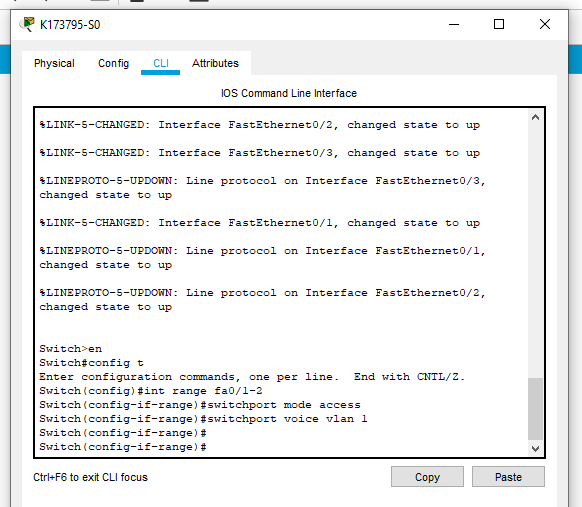 K173795-S0
Physical Config CLI Attributes
IOS Command Line Interface
%LINK-5-CHANGED: Interface FastEthernet0/2, changed state to up
%LINK-5-CHANGED: Interface FastEthernet0/3, changed state to up
%LINEPROTO-5-UPDOWN: Line protocol on Interface FastEthernet0/3,
changed state to up
%LINK-5-CHANGED: Interface FastEthernet0/1, changed state to up
%LINEPROTO-5-UPDOWN: Line protocol on Interface FastEthernet0/1,
changed state to up
%LINEPROTO-5-UPDOWN: Line protocol on Interface FastEthernet0/2,
changed state to up
Switch>en
Switch#config t
Enter configuration commands, one per line.  End with CNTL/Z.
Switch(config)#int range fa0/1-2
Switch(config-if-range)#switchport mode access
Switch(config-if-range)#switchport voice vlan 1
Switch(config-if-range)#
Switch(config-if-range)#
Ctrl+F6 to exit CLI focus
Copy Paste